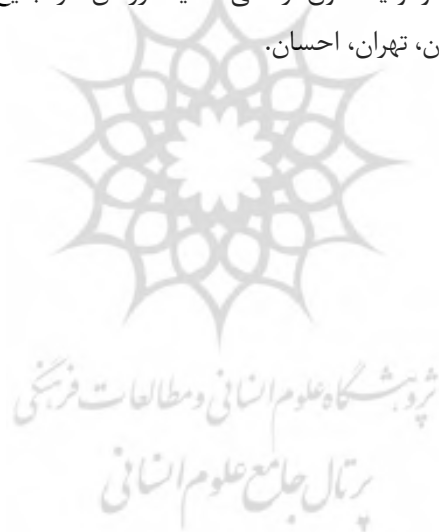 ن، تهران، احسان.
پژوهشگاه علوم انسانی و مطالعات فرهنگی
پرتال جامع علوم انسانی